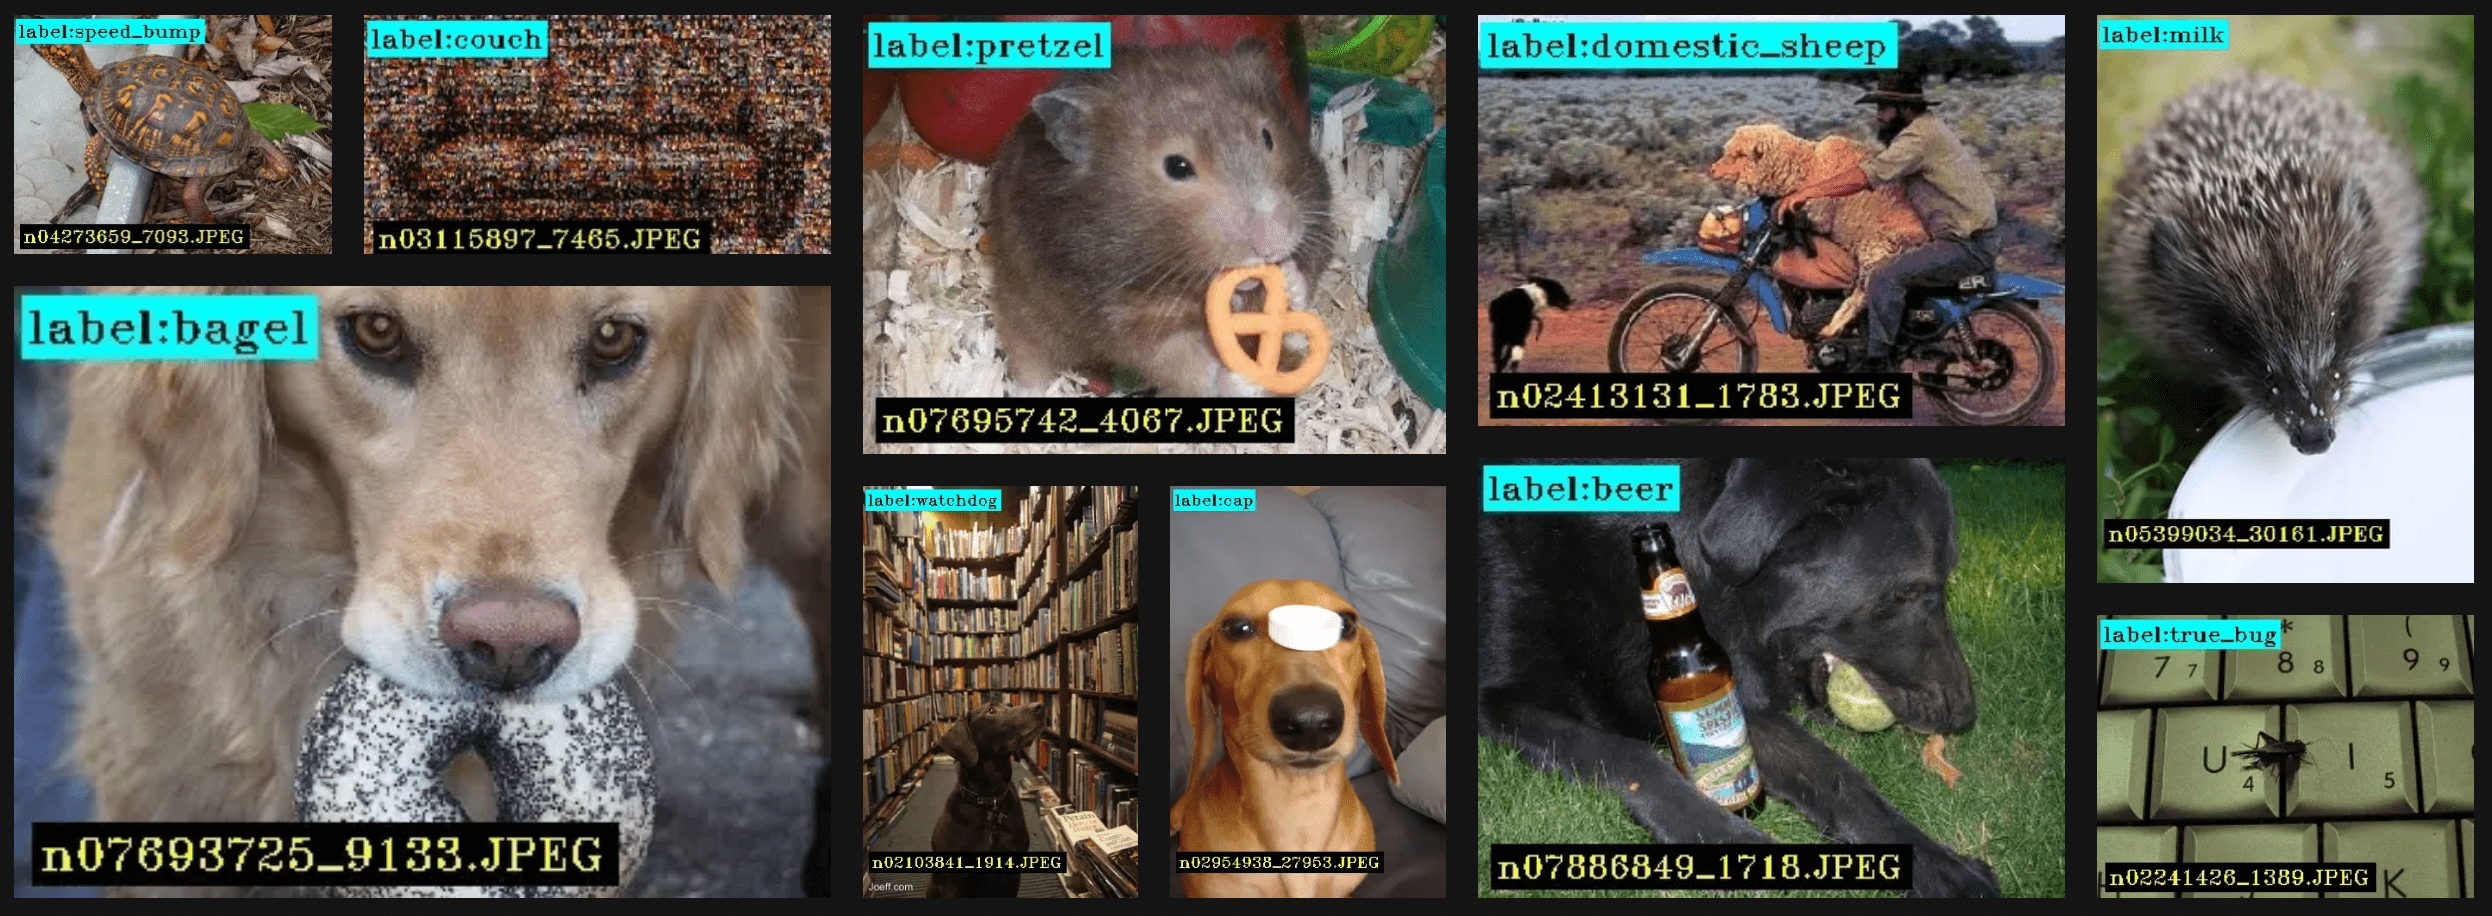 label:speed_bump
n04273659_7093.JPEG
label:couch
n03115897_7465.JPEG
label:bagel
n07693725_9133.JPEG
label:pretzel
n07695742_4067.JPEG
label:watchdog
n02103841_1914.JPEG
Joeff.com
label:cap
n02954938_27953.JPEG
label:domestic_sheep
n02413131_1783.JPEG
label:beer
n07886849_1718.JPEG
label:milk
n05399034_30161.JPEG
label:true_bug
* (
7 7 8 8 9 9
U 4 I 5
K
n02241426_1389.JPEG